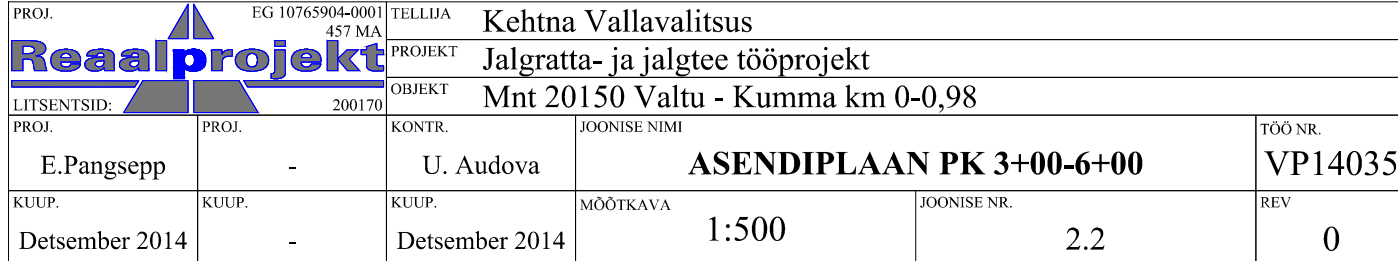 PROJ.
EG 10765904-0001
457 MA
Reaalprojekt
LITSENTSID:
200170
TELLIJA
Kehtna Vallavalitsus
PROJEKT
Jalgratta- ja jalgtee tööprojekt
OBJEKT
Mnt 20150 Valtu - Kumma km 0-0,98
PROJ.
E.Pangsepp
PROJ.
-
KONTR.
U. Audova
JOONISE NIMI
ASENDIPLAAN PK 3+00-6+00
TÖÖ NR.
VP14035
KUUP.
Detsember 2014
KUUP.
-
KUUP.
Detsember 2014
MÕÕTKAVA
1:500
JOONISE NR.
2.2
REV
0